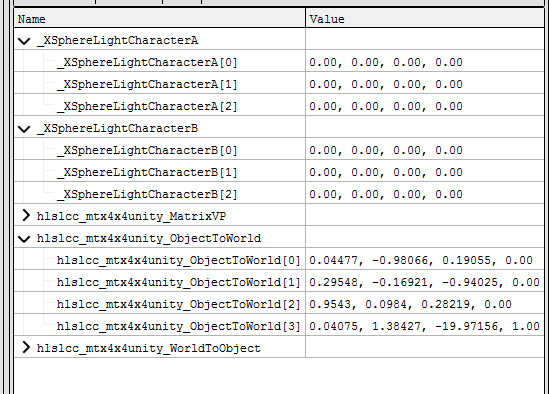 Name Value
_XSphereLightCharacterA
_XSphereLightCharacterA[0] 0.00, 0.00, 0.00, 0.00
_XSphereLightCharacterA[1] 0.00, 0.00, 0.00, 0.00
_XSphereLightCharacterA[2] 0.00, 0.00, 0.00, 0.00
_XSphereLightCharacterB
_XSphereLightCharacterB[0] 0.00, 0.00, 0.00, 0.00
_XSphereLightCharacterB[1] 0.00, 0.00, 0.00, 0.00
_XSphereLightCharacterB[2] 0.00, 0.00, 0.00, 0.00
hlslcc_mtx4x4unity_MatrixVP
hlslcc_mtx4x4unity_ObjectToWorld
hlslcc_mtx4x4unity_ObjectToWorld[0] 0.04477, -0.98066, 0.19055, 0.00
hlslcc_mtx4x4unity_ObjectToWorld[1] 0.29548, -0.16921, -0.94025, 0.00
hlslcc_mtx4x4unity_ObjectToWorld[2] 0.9543, 0.0984, 0.28219, 0.00
hlslcc_mtx4x4unity_ObjectToWorld[3] 0.04075, 1.38427, -19.97156, 1.00
hlslcc_mtx4x4unity_WorldToObject